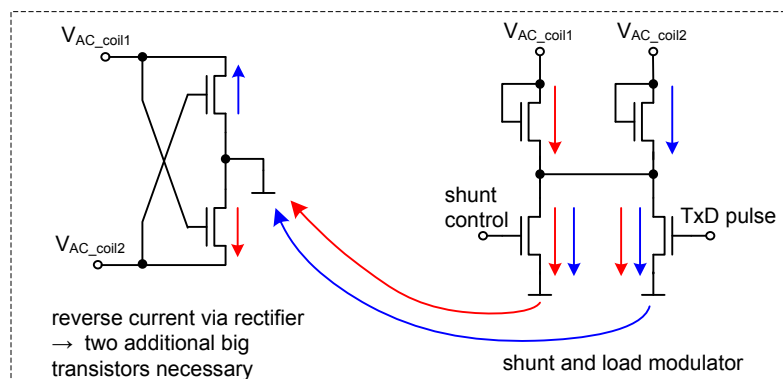 V_AC_coil1
V_AC_coil2
reverse current via rectifier
→ two additional big
transistors necessary
V_AC_coil1
V_AC_coil2
shunt
control
TxD pulse
shunt and load modulator